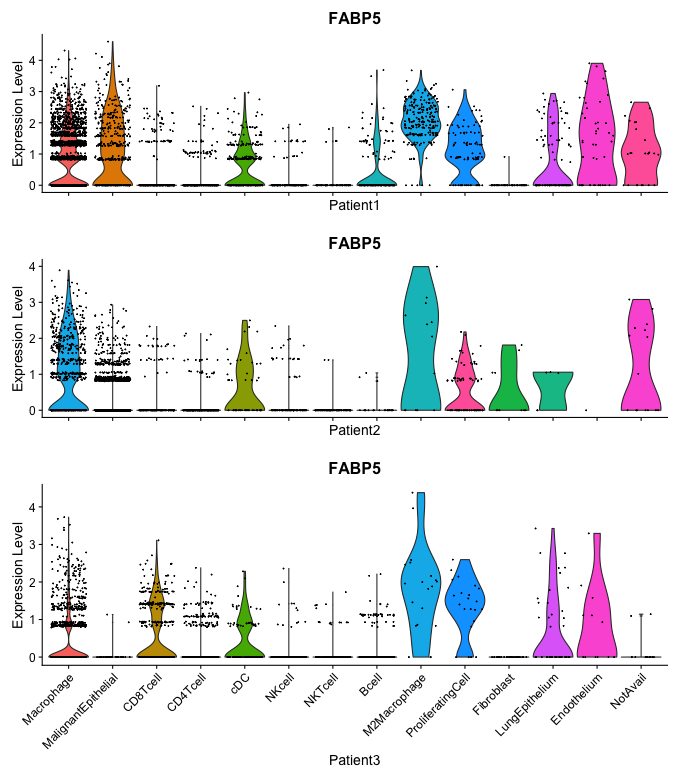 FABP5
4
3
2
1
0
Expression Level
Patient1
FABP5
4
3
2
1
0
Expression Level
Patient2
FABP5
4
3
2
1
0
Expression Level
Macrophage
MalignantEpithelial
CD8Tcell
CD4Tcell
cDC
NKcell
NKTcell
Bcell
M2Macrophage
ProliferatingCell
Fibroblast
LungEpithelium
Endothelium
NotAvail
Patient3